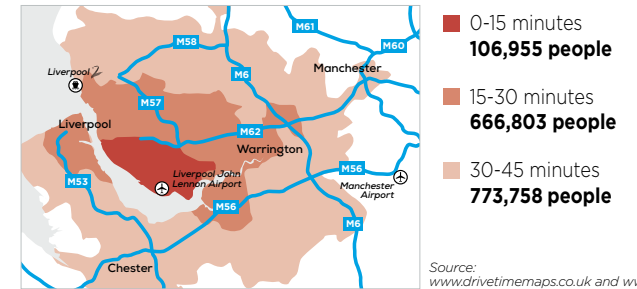 M61
M58
M60
M6
Manchester
Liverpool2
M57
Liverpool
M62
Warrington
Liverpool John
Lennon Airport
M56
Manchester
Airport
M53
M56
M6
Chester
0-15 minutes
106,955 people
15-30 minutes
666,803 people
30-45 minutes
773,758 people
Source:
www.drivetimemaps.co.uk and